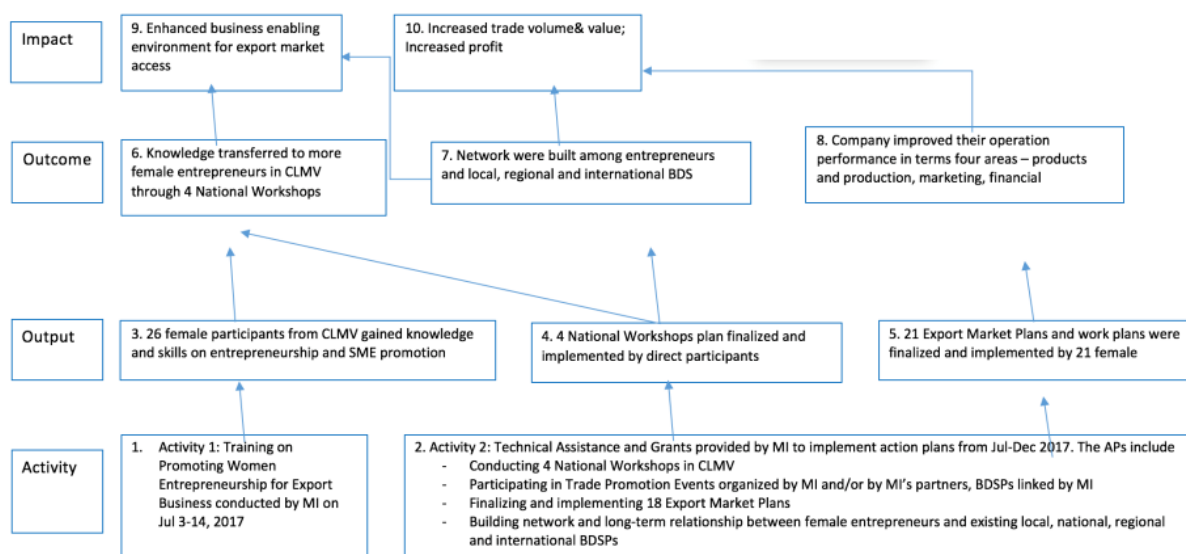 Impact
9. Enhanced business enabling
environment for export market
access
10. Increased trade volume& value;
Increased profit
Outcome
6. Knowledge transferred to more
female entrepreneurs in CLMV
through 4 National Workshops
7. Network were built among entrepreneurs
and local, regional and international BDS
8. Company improved their operation
performance in terms four areas – products
and production, marketing, financial
Output
3. 26 female participants from CLMV gained knowledge
and skills on entrepreneurship and SME promotion
4. 4 National Workshops plan finalized and
implemented by direct participants
5. 21 Export Market Plans and work plans were
finalized and implemented by 21 female
Activity
1. Activity 1: Training on
Promoting Women
Entrepreneurship for Export
Business conducted by MI on
Jul 3-14, 2017
2. Activity 2: Technical Assistance and Grants provided by MI to implement action plans from Jul-Dec 2017. The APs include
- Conducting 4 National Workshops in CLMV
- Participating in Trade Promotion Events organized by MI and/or by MI's partners, BDSPs linked by MI
- Finalizing and implementing 18 Export Market Plans
- Building network and long-term relationship between female entrepreneurs and existing local, national, regional
and international BDSPs